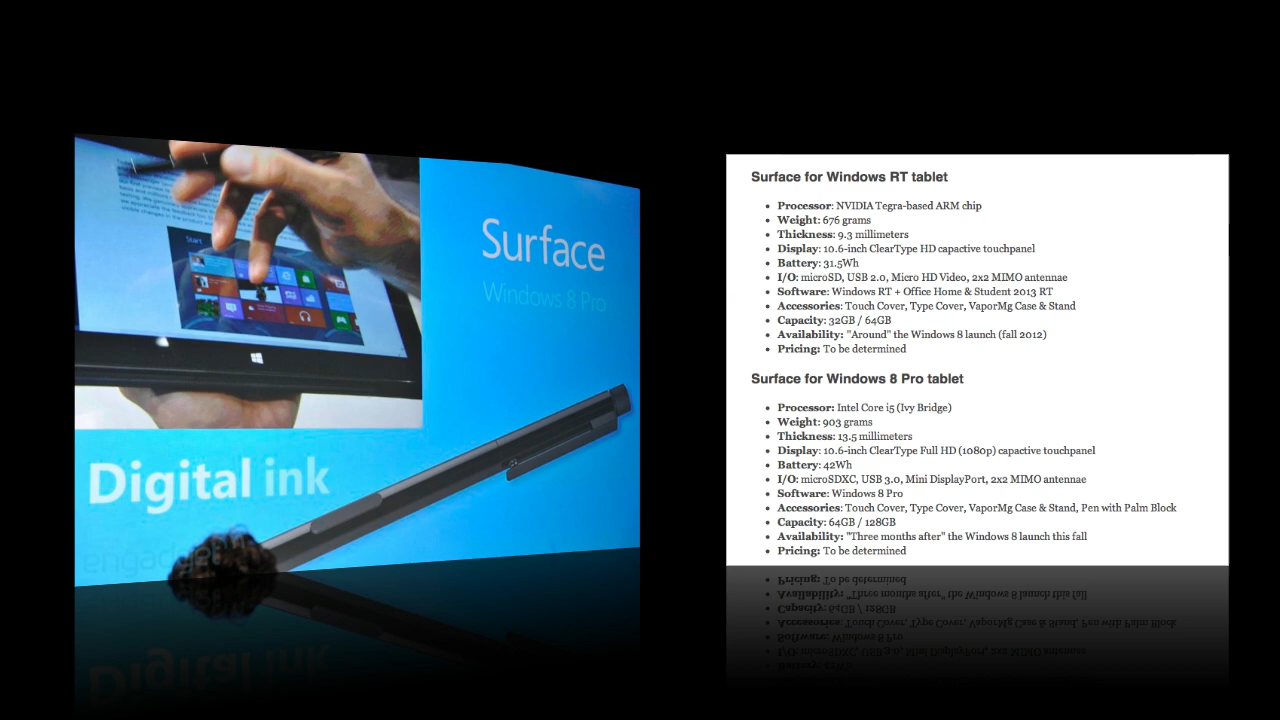 Start
Surface
Windows 8 Pro
Digital ink
engadget
Surface for Windows RT tablet
Processor: NVIDIA Tegra-based ARM chip
Weight: 676 grams
Thickness: 9.3 millimeters
Display: 10.6-inch ClearType HD capactive touchpanel
Battery: 31.5Wh
I/O: microSD, USB 2.0, Micro HD Video, 2x2 MIMO antennae
Software: Windows RT + Office Home & Student 2013 RT
Accessories: Touch Cover, Type Cover, VaporMg Case & Stand
Capacity: 32GB / 64GB
Availability: "Around" the Windows 8 launch (fall 2012)
Pricing: To be determined
Surface for Windows 8 Pro tablet
Processor: Intel Core i5 (Ivy Bridge)
Weight: 903 grams
Thickness: 13.5 millimeters
Display: 10.6-inch ClearType Full HD (1080p) capactive touchpanel
Battery: 42Wh
I/O: microSDXC, USB 3.0, Mini DisplayPort, 2x2 MIMO antennae
Software: Windows 8 Pro
Accessories: Touch Cover, Type Cover, VaporMg Case & Stand, Pen with Palm Block
Capacity: 64GB / 128GB
Availability: "Three months after" the Windows 8 launch this fall
Pricing: To be determined